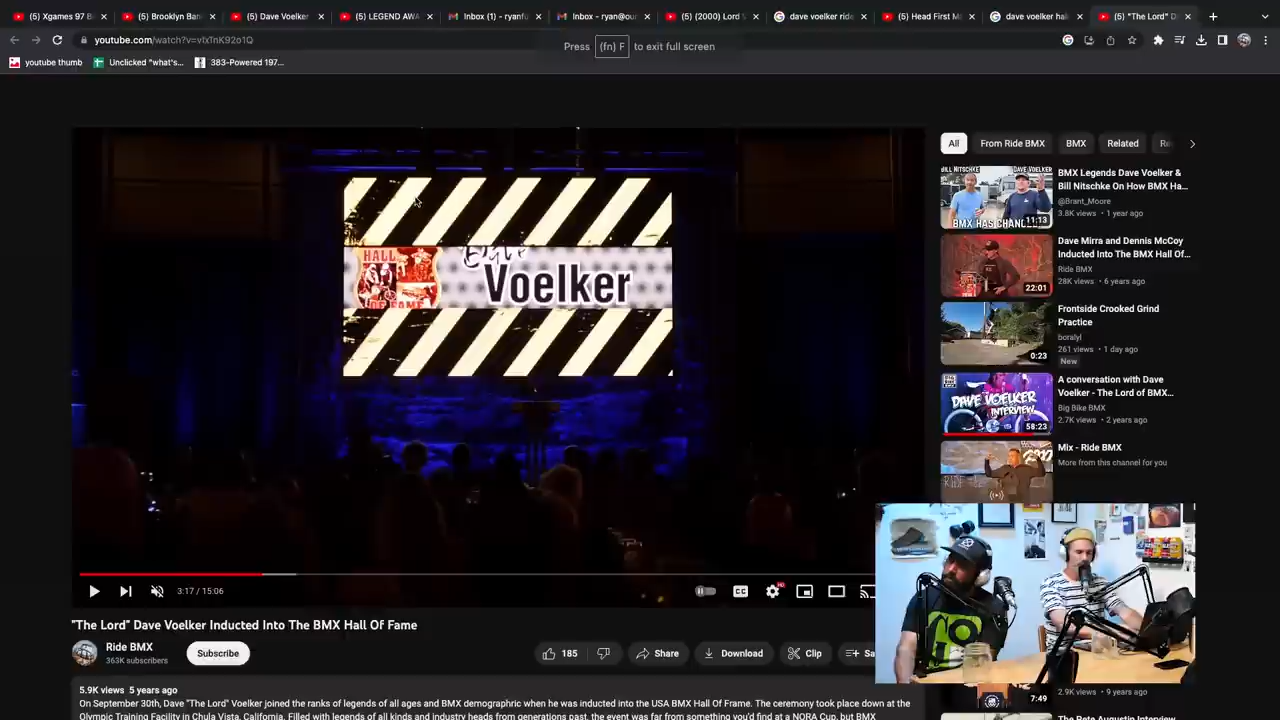 (5) Xgames 97 B
(5) Brooklyn Ban
(5) Dave Voelker
(5) LEGEND AWA
Inbox (1) - ryanfu
Inbox - ryan@ou
(5) (2000) Lord
dave voelker ride
(5) Head First M
dave voelker hal
(5) "The Lord" D
youtube.com/watch?v=vlxTnK92o1Q
Press (fn) F to exit full screen
youtube thumb
Unclicked "what's...
383-Powered 197...
HALL
OF FAME
Voelker
3:17 / 15:06
CC
HD
"The Lord" Dave Voelker Inducted Into The BMX Hall Of Fame
Ride BMX
363K subscribers
Subscribe
185
Share
Download
Clip
Sa
5.9K views 5 years ago
On September 30th, Dave "The Lord" Voelker joined the ranks of legends of all ages and BMX demographic when he was inducted into the USA BMX Hall Of Frame. The ceremony took place down at the
Olympic Training Facility in Chula Vista, California. Filled with legends of all kinds and industry heads from generations past, the event was far from something you'd find at a NORA Cup, but BMX
All
From Ride BMX
BMX
Related
BILL NITSCHKE
DAVE VOELKER
BMX HAS CHANG
11:13
BMX Legends Dave Voelker &
Bill Nitschke On How BMX Ha...
@Brant_Moore
3.8K views • 1 year ago
22:01
Dave Mirra and Dennis McCoy
Inducted Into The BMX Hall Of...
Ride BMX
28K views • 6 years ago
0:23
Frontside Crooked Grind
Practice
boralyl
261 views • 1 day ago
New
DAVE VOELKER
INTERVIEW
58:23
A conversation with Dave
Voelker - The Lord of BMX...
Big Bike BMX
2.7K views • 2 years ago
Mix - Ride BMX
More from this channel for you
7:49
2.9K views • 9 years ago
The Pete Augustin Interview